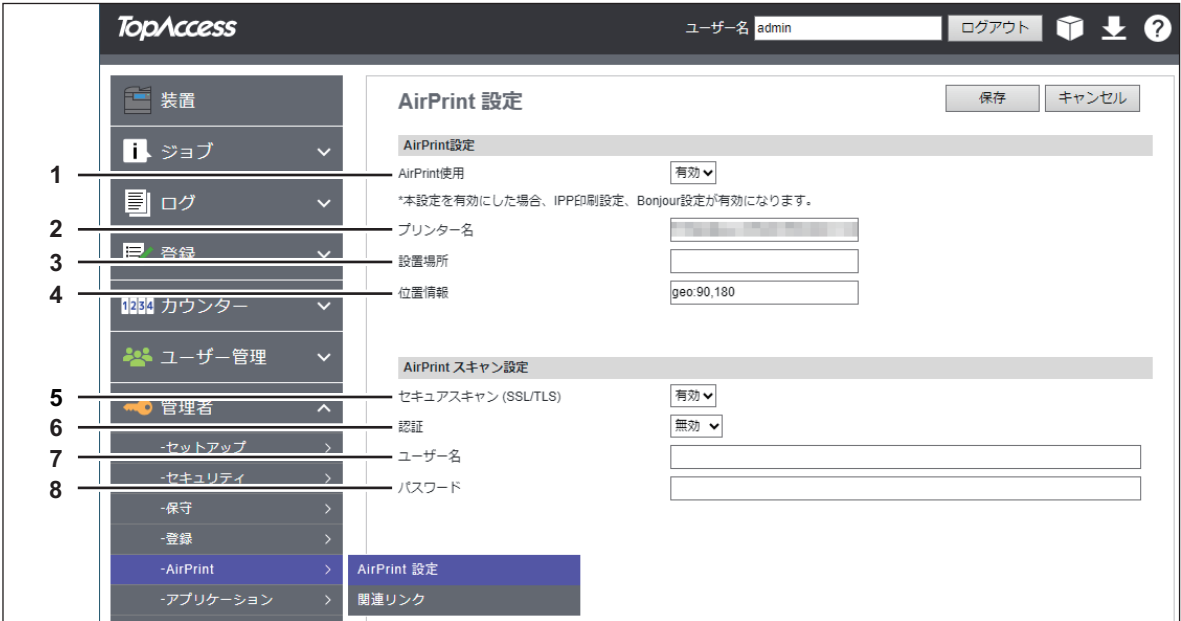 TopAccess
ユーザー名 admin ログアウト ?
装置
i ジョブ
ログ
登録
1234 カウンター
ユーザー管理
管理者
-セットアップ
-セキュリティ
-保守
-登録
-AirPrint
-アプリケーション
AirPrint 設定
関連リンク
AirPrint 設定 保存 キャンセル
AirPrint設定
1 AirPrint使用 有効
*本設定を有効にした場合、IPP印刷設定、Bonjour設定が有効になります。
2 プリンター名
3 設置場所
4 位置情報 geo:90,180
AirPrint スキャン設定
5 セキュアスキャン (SSL/TLS) 有効
6 認証 無効
7 ユーザー名
8 パスワード